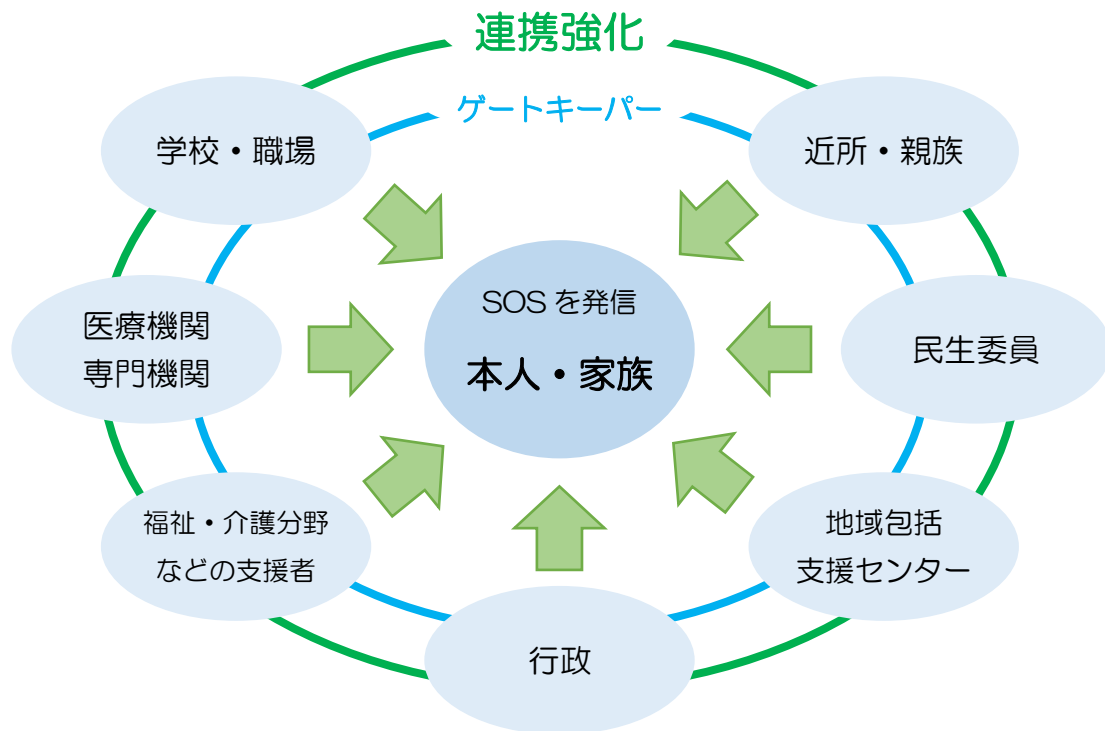 連携強化
ゲートキーパー
学校・職場
近所・親族
SOSを発信
本人・家族
医療機関
専門機関
民生委員
福祉・介護分野
などの支援者
地域包括
支援センター
行政